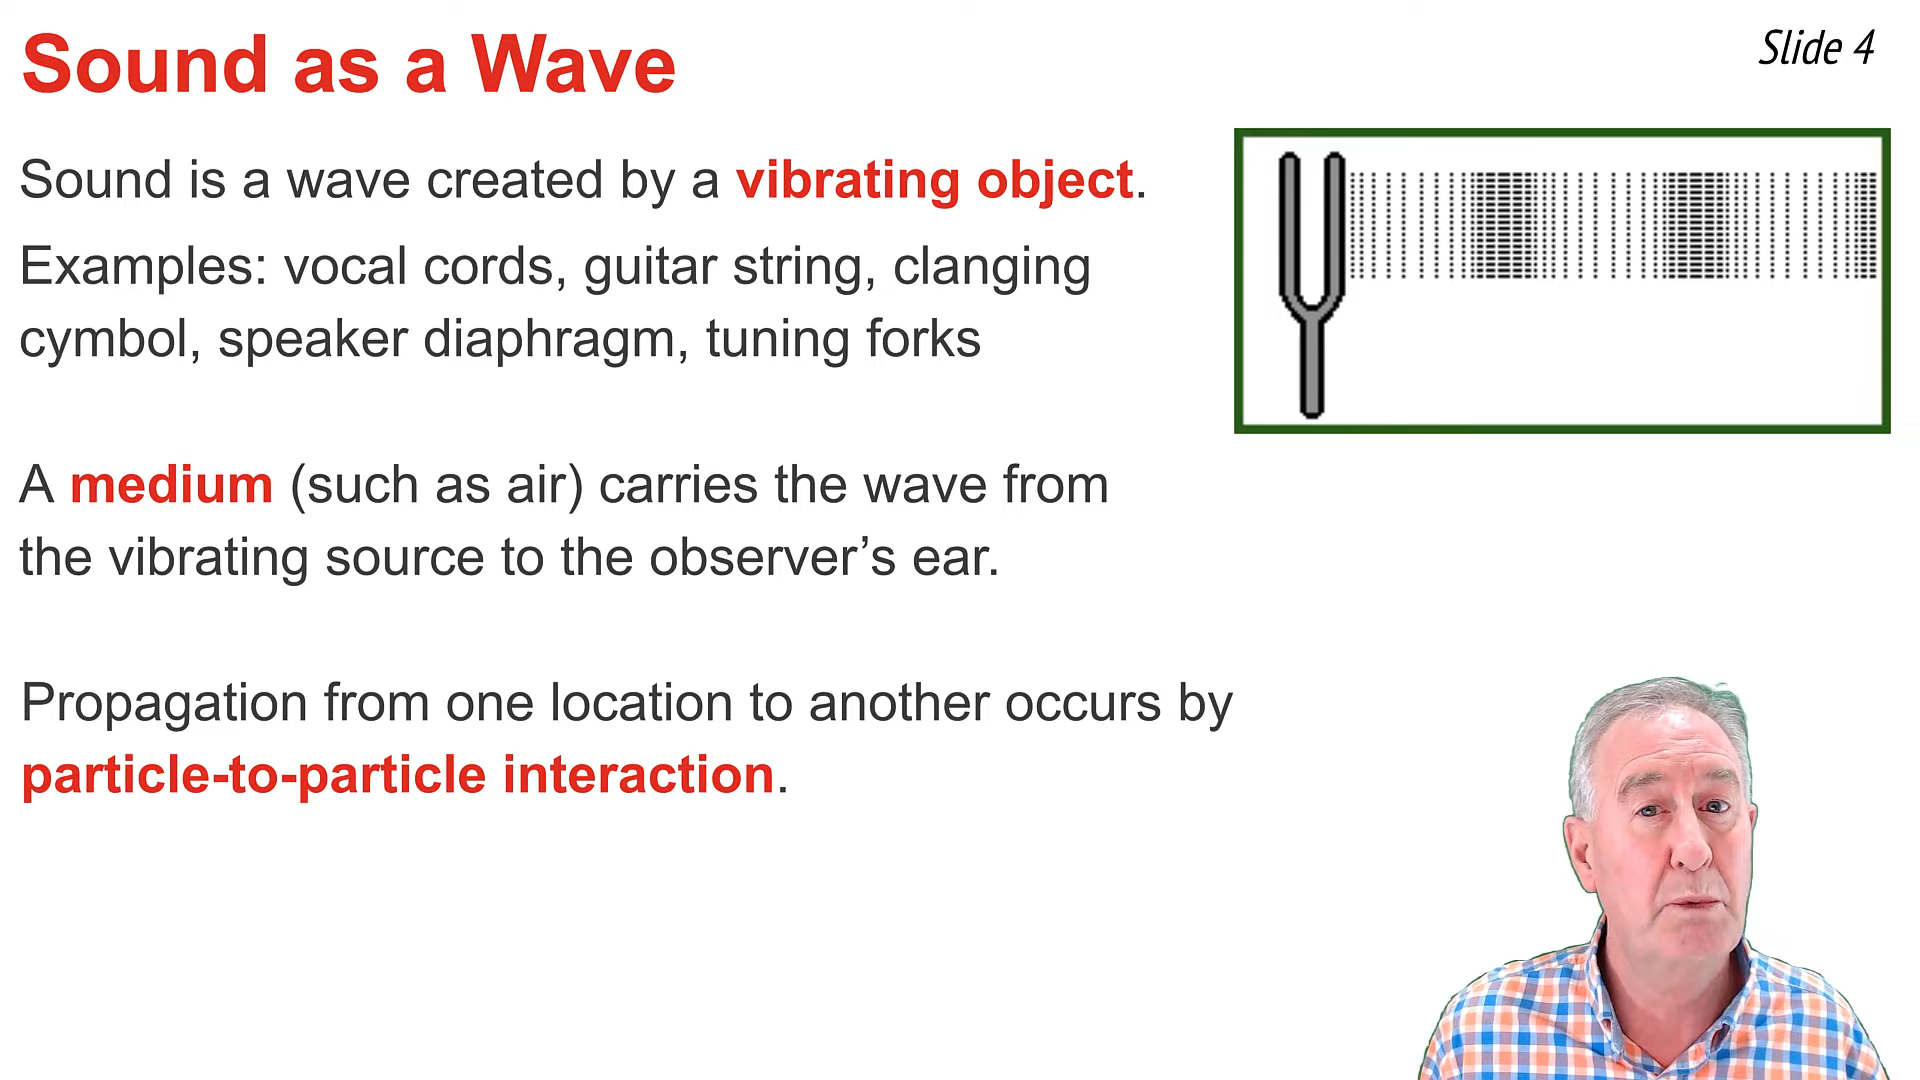 Sound as a Wave
Slide 4
Sound is a wave created by a vibrating object.
Examples: vocal cords, guitar string, clanging
cymbol, speaker diaphragm, tuning forks
A medium (such as air) carries the wave from
the vibrating source to the observer’s ear.
Propagation from one location to another occurs by
particle-to-particle interaction.